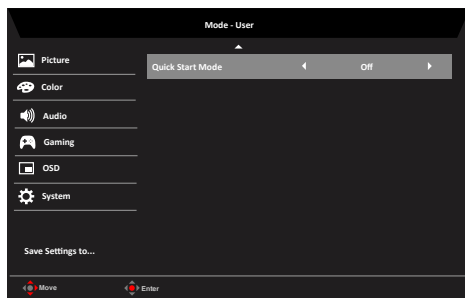 Mode - User
Picture
Quick Start Mode Off
Color
Audio
Gaming
OSD
System
Save Settings to...
Move Enter